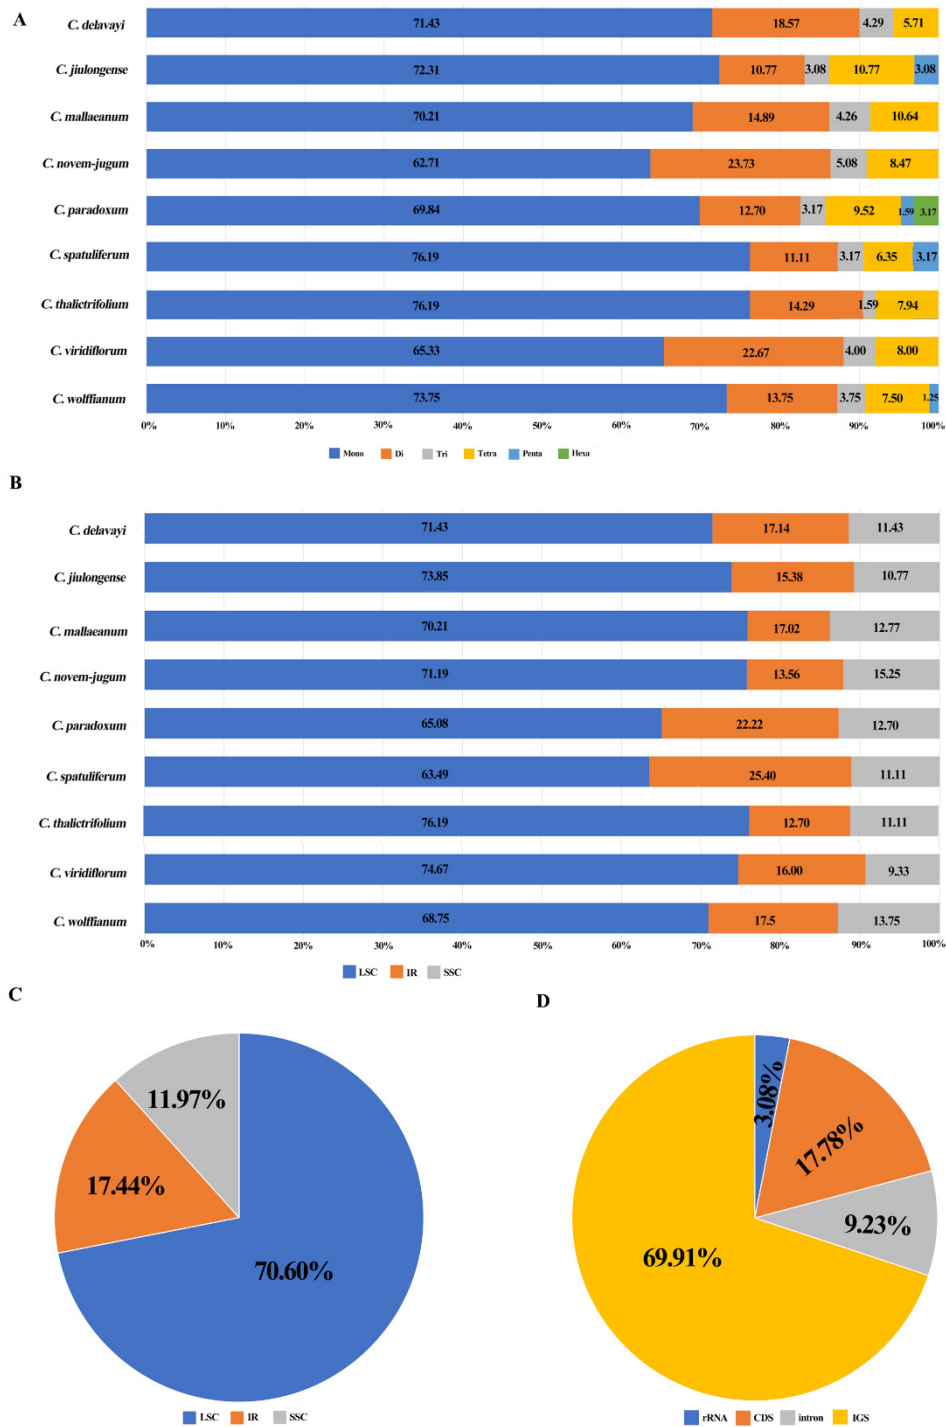 A
C. delavayi 71.43 18.57 4.29 5.71
C. jiulongense 72.31 10.77 3.08 10.77 3.08
C. mallaeanum 70.21 14.89 4.26 10.64
C. novem-jugum 62.71 23.73 5.08 8.47
C. paradoxum 69.84 12.70 3.17 9.52 1.59 3.17
C. spatuliferum 76.19 11.11 3.17 6.35 3.17
C. thalictrifolium 76.19 14.29 1.59 7.94
C. viridiflorum 65.33 22.67 4.00 8.00
C. wolffianum 73.75 13.75 3.75 7.50 1.25
0% 10% 20% 30% 40% 50% 60% 70% 80% 90% 100%
Mono Di Tri Tetra Penta Hexa
B
C. delavayi 71.43 17.14 11.43
C. jiulongense 73.85 15.38 10.77
C. mallaeanum 70.21 17.02 12.77
C. novem-jugum 71.19 13.56 15.25
C. paradoxum 65.08 22.22 12.70
C. spatuliferum 63.49 25.40 11.11
C. thalictrifolium 76.19 12.70 11.11
C. viridiflorum 74.67 16.00 9.33
C. wolffianum 68.75 17.5 13.75
0% 10% 20% 30% 40% 50% 60% 70% 80% 90% 100%
LSC IR SSC
C
11.97%
17.44%
70.60%
LSC IR SSC
D
3.08%
17.78%
9.23%
69.91%
rRNA CDS intron IGS